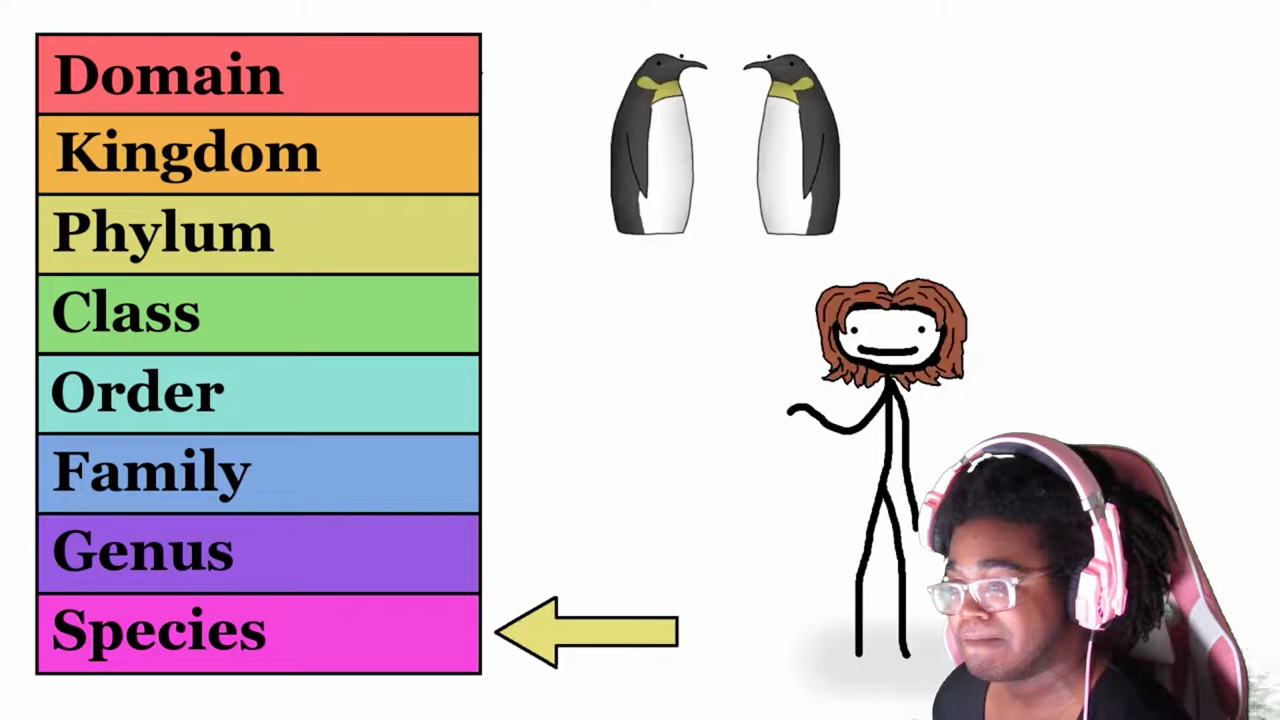 Domain
Kingdom
Phylum
Class
Order
Family
Genus
Species